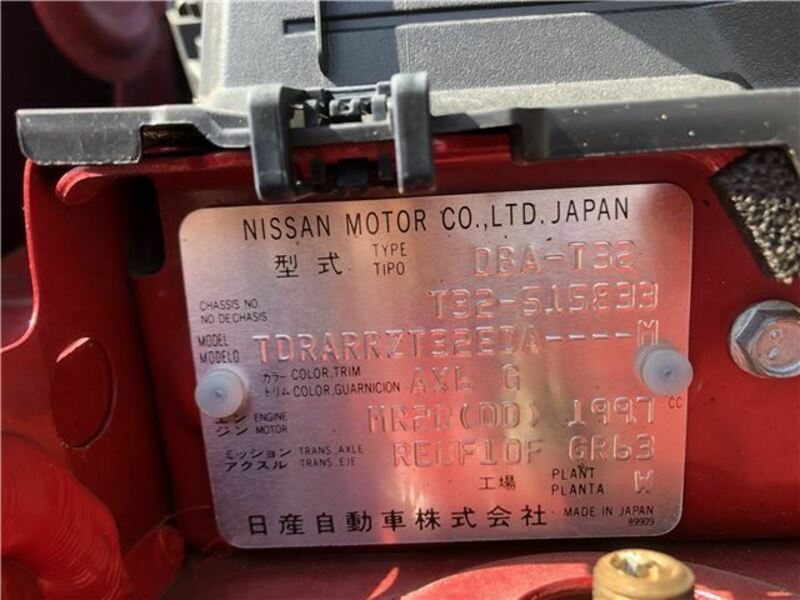 NISSAN MOTOR CO.,LTD. JAPAN
型式 TYPE TIPO DBA-T32
CHASSIS NO. NO DE CHASIS T32-515833
MODEL MODELO TDRARRZT32EDA----M
カラー COLOR,TRIM トリム COLOR,GUARNICION AX6 G
エンジン ENGINE MOTOR MR20(DD) 1997 CC
ミッション TRANS.,AXLE アクスル TRANS.,EJE RE0F10F GR63
工場 PLANT PLANTA W
日産自動車株式会社 MADE IN JAPAN
89909